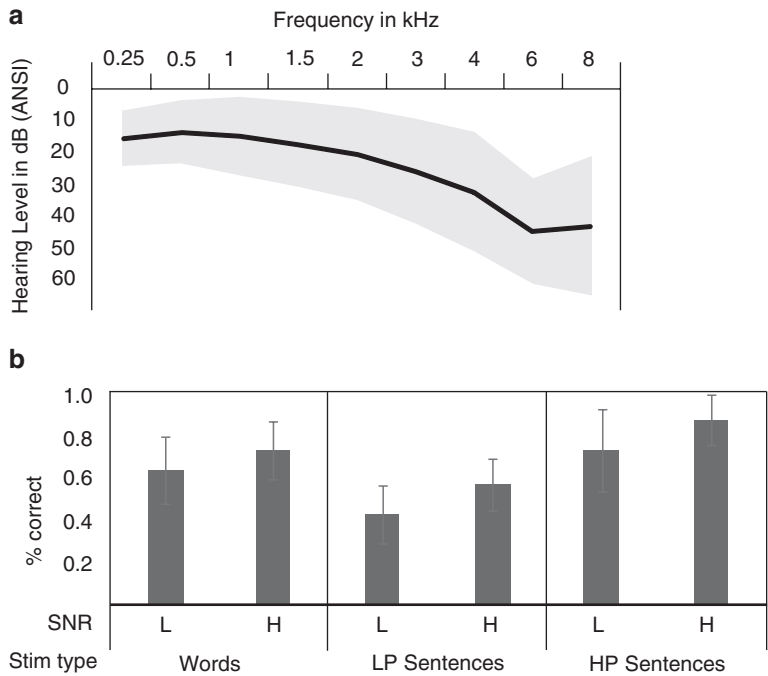 a
Frequency in kHz
0.25 0.5 1 1.5 2 3 4 6 8
Hearing Level in dB (ANSI)
0
10
20
30
40
50
60
b
% correct
1.0
0.8
0.6
0.4
0.2
SNR L H L H L H
Stim type Words LP Sentences HP Sentences